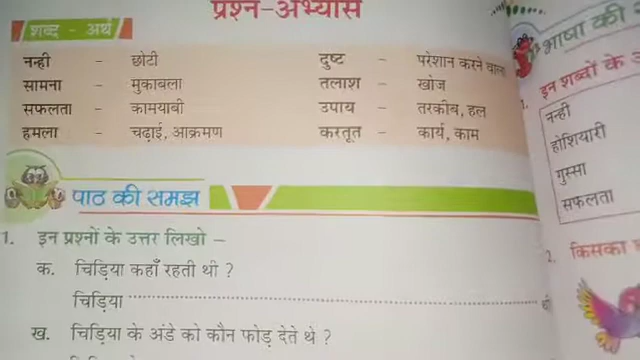 प्रश्न-अभ्यास
शब्द - अर्थ
नन्ही - छोटी
दुष्ट - परेशान करने वाला
सामना - मुकाबला
तलाश - खोज
सफलता - कामयाबी
उपाय - तरकीब, हल
हमला - चढ़ाई, आक्रमण
करतूत - कार्य, काम
पाठ की समझ
1. इन प्रश्नों के उत्तर लिखो –
क. चिड़िया कहाँ रहती थी ?
चिड़िया
ख. चिड़िया के अंडे को कौन फोड़ देते थे ?
भाषा की
1. इन शब्दों के
नन्ही
होशियारी
गुस्सा
सफलता
2. किसका